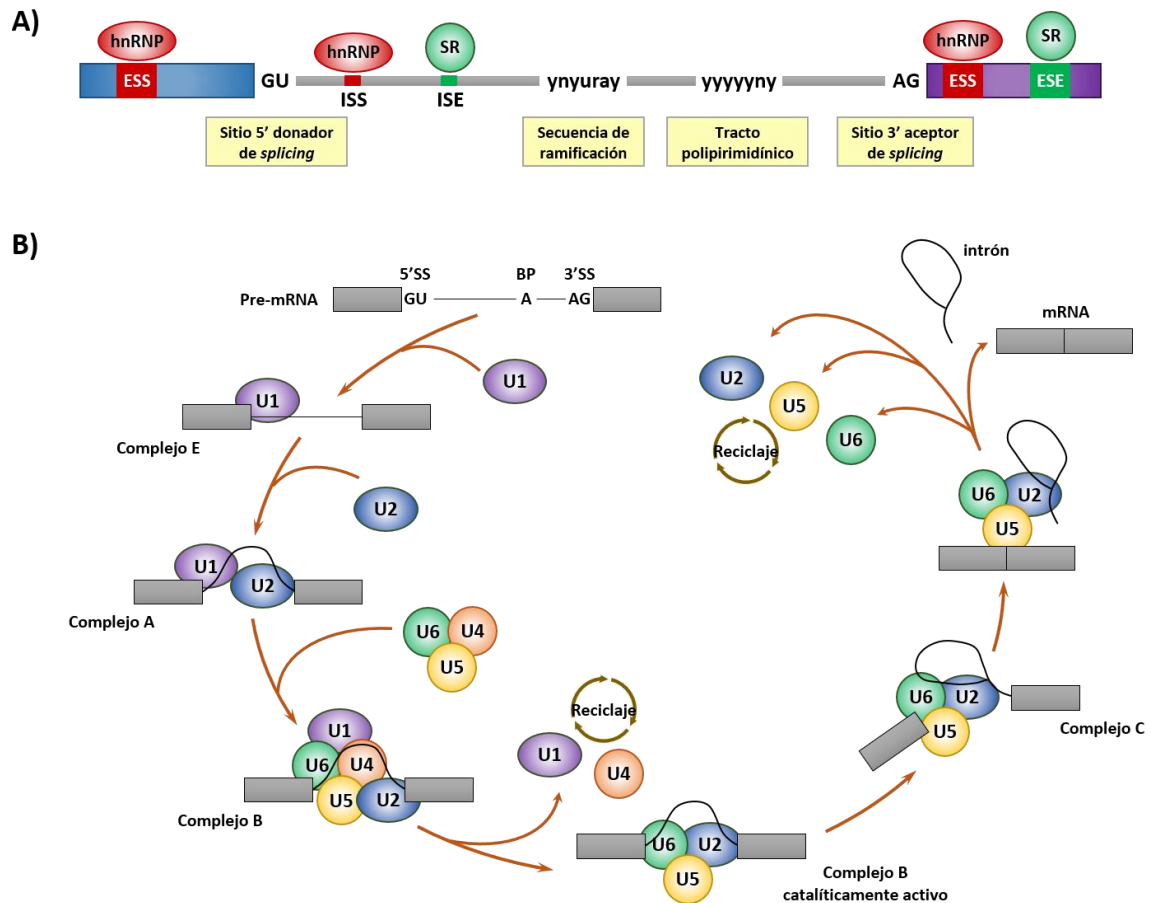 A)
hnRNP
hnRNP
SR
hnRNP
SR
ESS
GU
ynyuray
yyyyyny
AG
ESS
ESE
ISS
ISE
Sitio 5’ donador
de splicing
Secuencia de
ramificación
Tracto
polipirimidínico
Sitio 3’ aceptor
de splicing
B)
5’SS
BP
3’SS
Pre-mRNA
GU
A
AG
U1
U1
Complejo E
U2
U1
U2
Complejo A
U6
U4
U5
U1
U6
U4
U5
U2
Complejo B
Reciclaje
U1
U4
U6
U2
U5
Complejo B
catalíticamente activo
U6
U2
U5
Complejo C
U6
U2
U5
intrón
mRNA
U2
U5
U6
Reciclaje